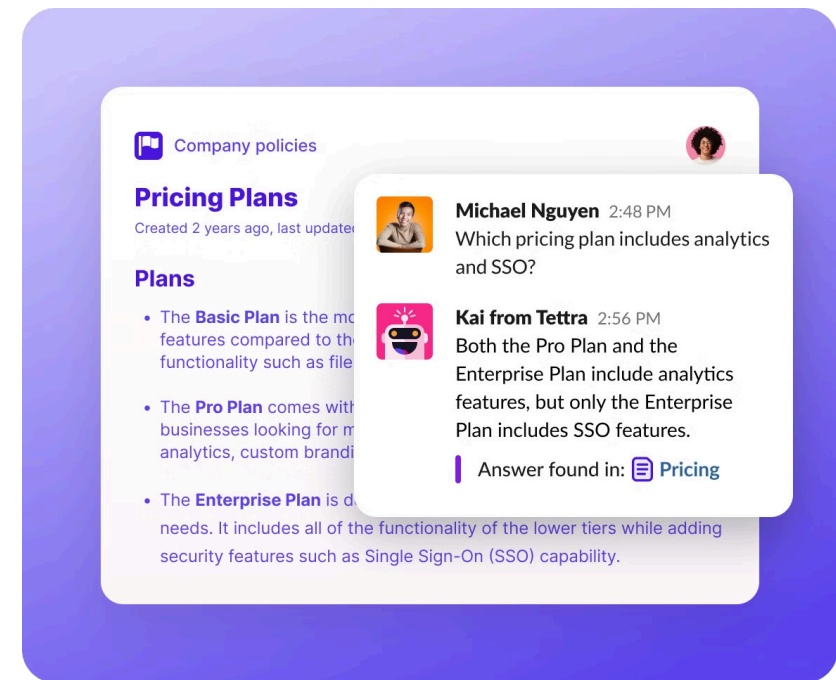 Company policies
Pricing Plans
Created 2 years ago, last updated
Plans
• The Basic Plan is the
features compared to
functionality such as file
• The Pro Plan comes with
businesses looking for
analytics, custom
• The Enterprise Plan is
needs. It includes all of the functionality of the lower tiers while adding
security features such as Single Sign-On (SSO) capability.
Michael Nguyen 2:48 PM
Which pricing plan includes analytics
and SSO?
Kai from Tettra 2:56 PM
Both the Pro Plan and the
Enterprise Plan include analytics
features, but only the Enterprise
Plan includes SSO features.
Answer found in: Pricing